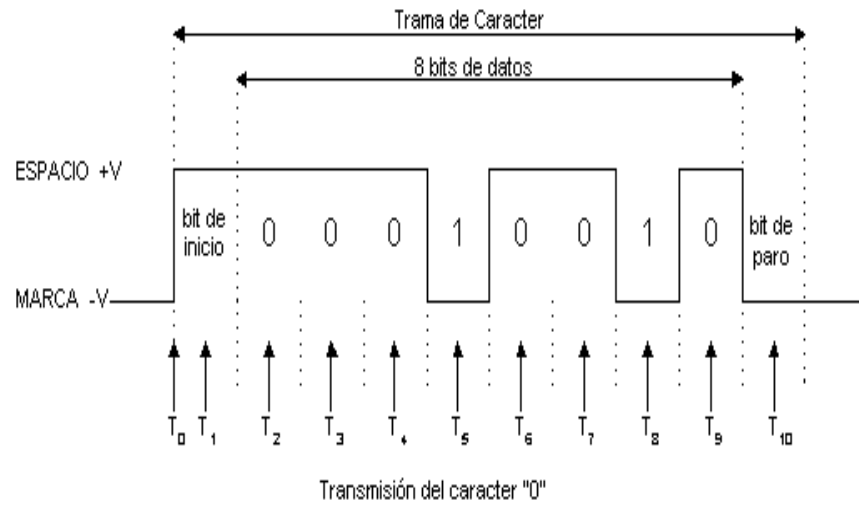 Trama de Caracter
8 bits de datos
ESPACIO +V
bit de
inicio
0 0 0 1 0 0 1 0
bit de
paro
MARCA -V
T0 T1 T2 T3 T4 T5 T6 T7 T8 T9 T10
Transmisión del caracter "0"